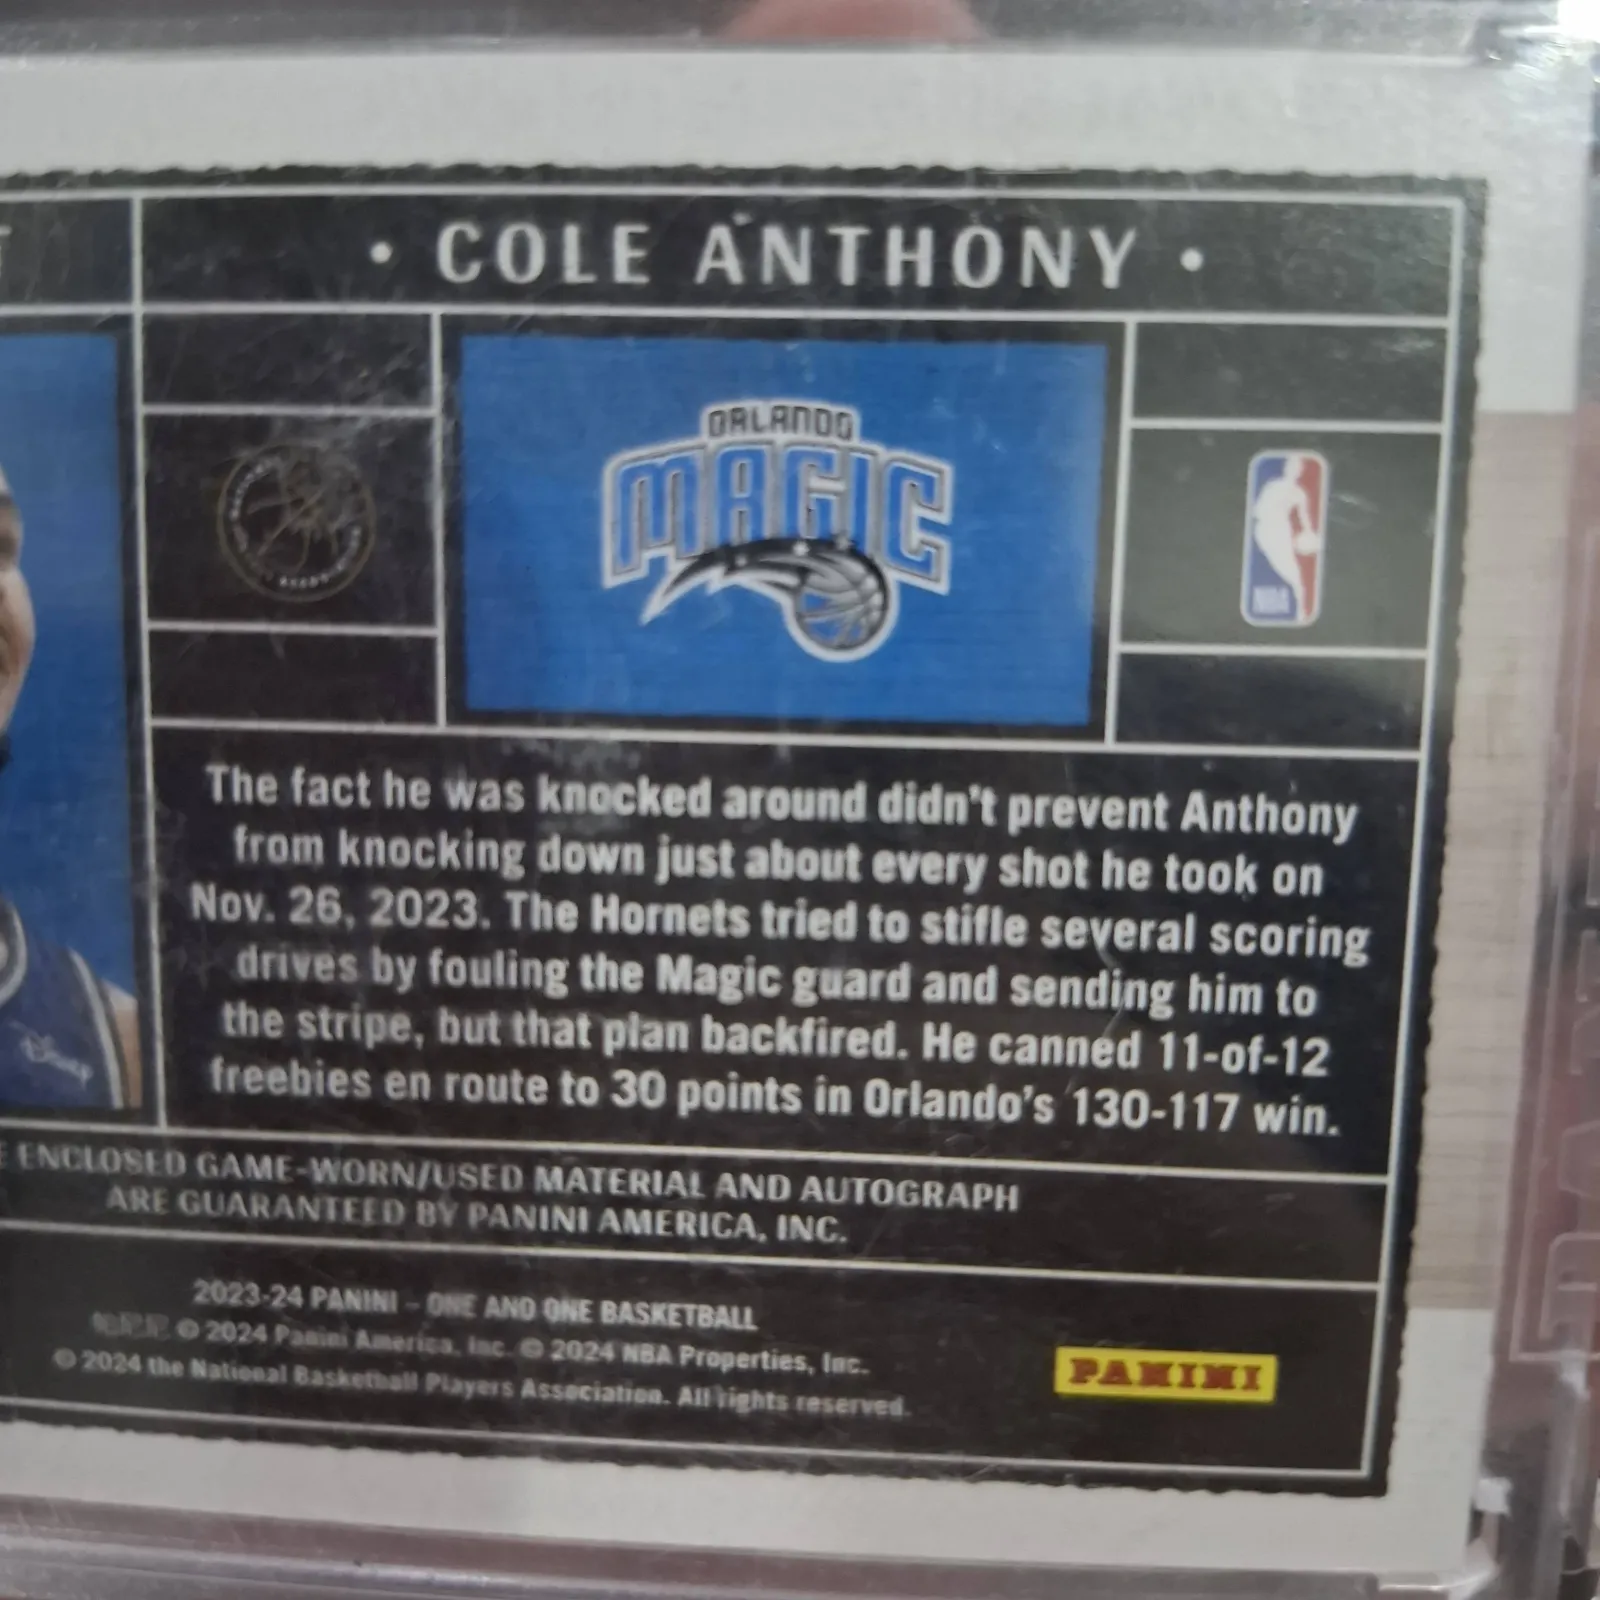 • COLE ANTHONY •
ORLANDO
MAGIC
NBA
The fact he was knocked around didn't prevent Anthony
from knocking down just about every shot he took on
Nov. 26, 2023. The Hornets tried to stifle several scoring
drives by fouling the Magic guard and sending him to
the stripe, but that plan backfired. He canned 11-of-12
freebies en route to 30 points in Orlando's 130-117 win.
Disney
ENCLOSED GAME-WORN/USED MATERIAL AND AUTOGRAPH
ARE GUARANTEED BY PANINI AMERICA, INC.
2023-24 PANINI – ONE AND ONE BASKETBALL
© 2024 Panini America, Inc. © 2024 NBA Properties, Inc.
© 2024 the National Basketball Players Association. All rights reserved.
PANINI